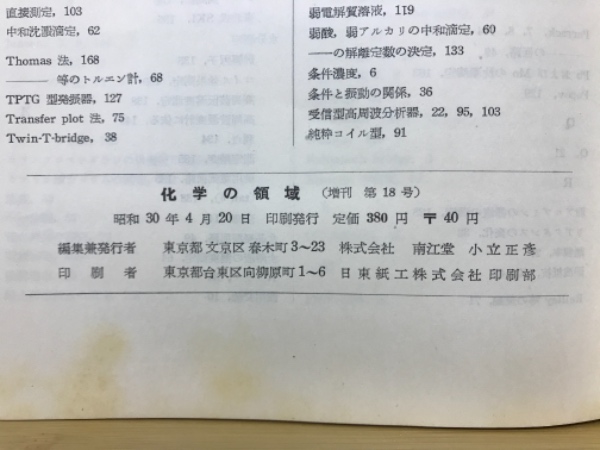 直接測定, 103
中和沈澱滴定, 62
Thomas 法, 168
—— 等のトルエン計, 68
TPTG 型発振器, 127
Transfer plot 法, 75
Twin-T-bridge, 38
弱電解質溶液, 119
弱酸, 弱アルカリの中和滴定, 60
——の解離定数の決定, 133
条件濃度, 6
条件と振動の関係, 36
受信型高周波分析器, 22, 95, 103
純粋コイル型, 91
化学の領域 (増刊 第18号)
昭和30年4月20日 印刷発行 定価 380円 〒40円
編集兼発行者 東京都文京区春木町3~23 株式会社 南江堂 小立正彦
印刷者 東京都台東区向柳原町1~6 日東紙工株式会社印刷部